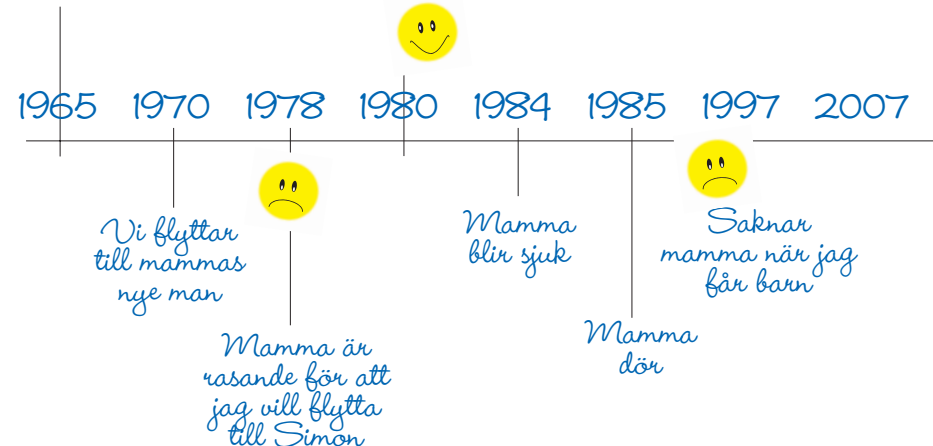 1965 1970 1978 1980 1984 1985 1997 2007
Vi flyttar
till mammas
nye man
Mamma är
rasande för att
jag vill flytta
till Simon
Mamma
blir sjuk
Mamma
dör
Saknar
mamma när jag
får barn